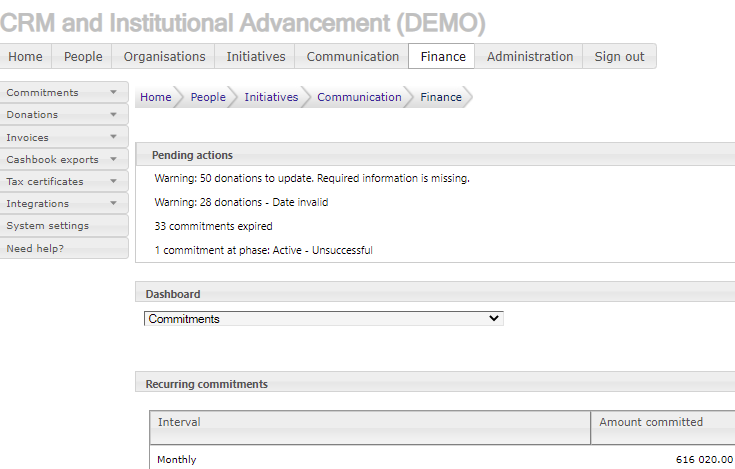 CRM and Institutional Advancement (DEMO)
Home People Organisations Initiatives Communication Finance Administration Sign out
Commitments
Donations
Invoices
Cashbook exports
Tax certificates
Integrations
System settings
Need help?
Home People Initiatives Communication Finance
Pending actions
Warning: 50 donations to update. Required information is missing.
Warning: 28 donations - Date invalid
33 commitments expired
1 commitment at phase: Active - Unsuccessful
Dashboard
Commitments
Recurring commitments
Interval Amount committed
Monthly 616 020.00